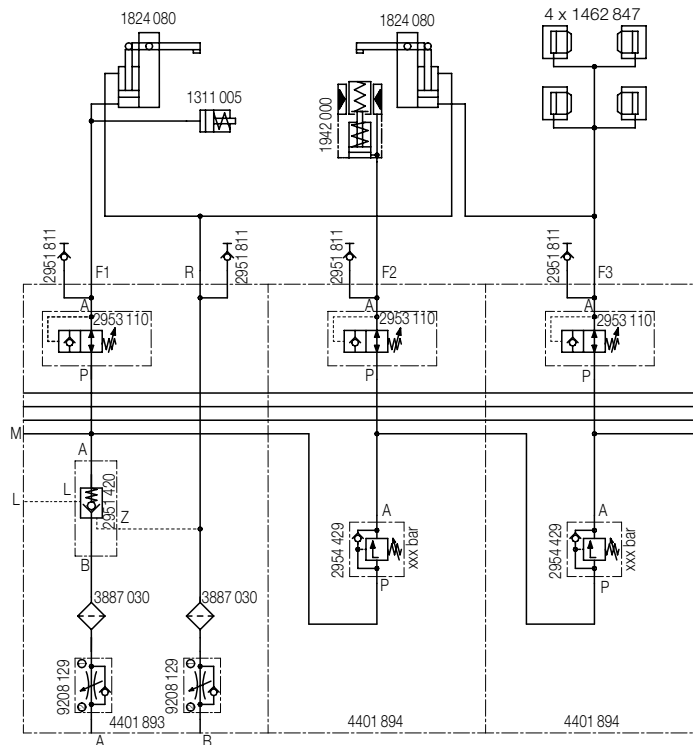 1824 080
1824 080
4 x 1462 847
1311 005
1942 000
2951 811
F1
R
2951 811
2951 811
F2
2951 811
F3
A
2953 110
A
2953 110
A
2953 110
P
P
P
M
A
L
L
2951 420
Z
B
A
2954 429
xxx bar
P
A
2954 429
xxx bar
P
3887 030
3887 030
9208 129
9208 129
4401 893
4401 894
4401 894
A
B